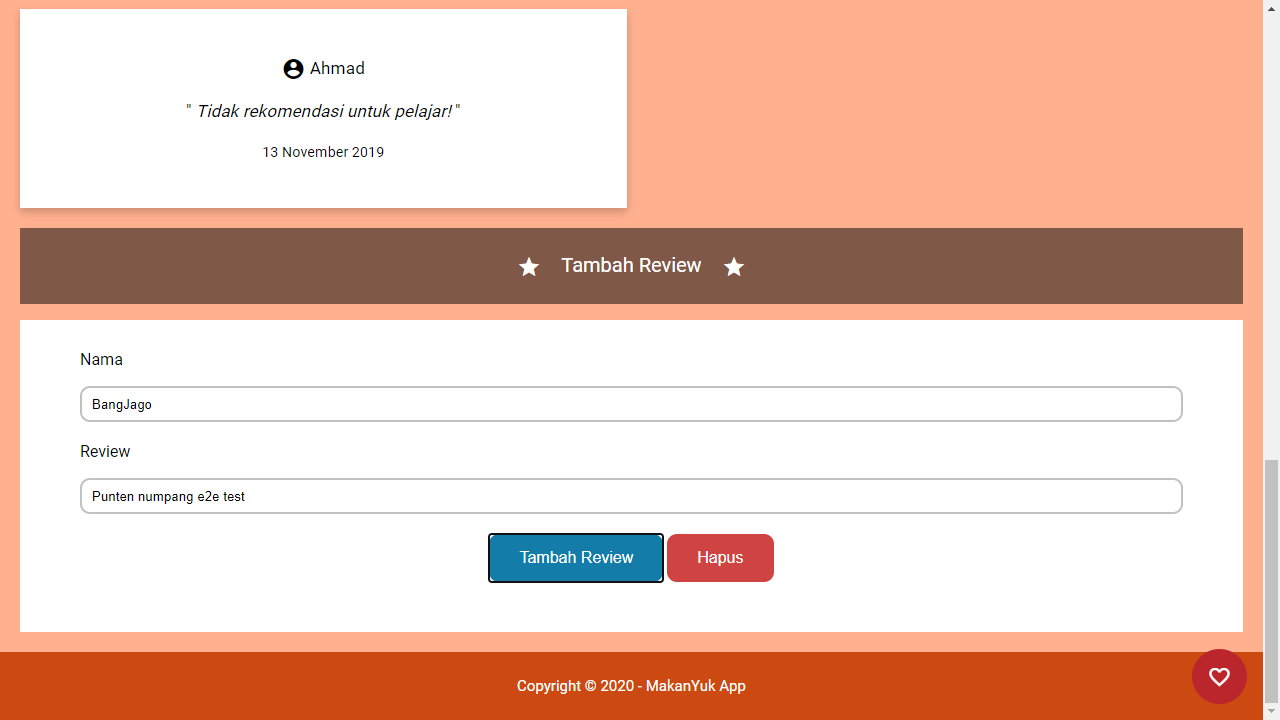 Ahmad
" Tidak rekomendasi untuk pelajar! "
13 November 2019
Tambah Review
Nama
BangJago
Review
Punten numpang e2e test
Tambah Review Hapus
Copyright © 2020 - MakanYuk App